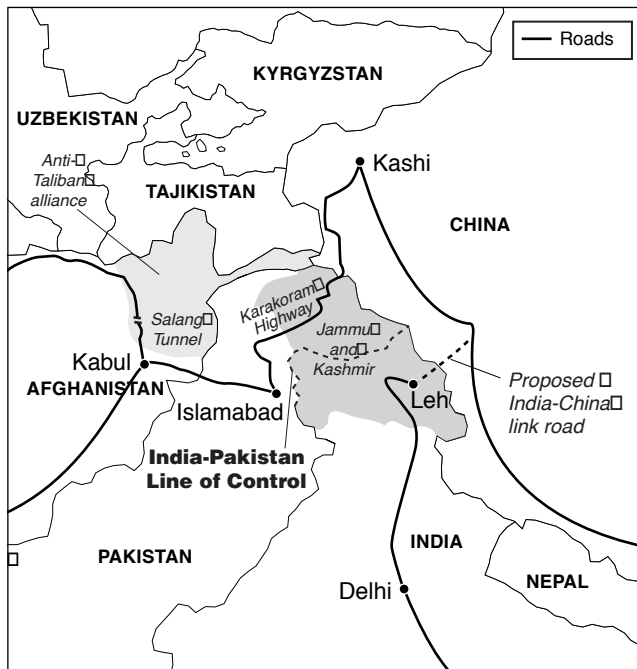 Roads
KYRGYZSTAN
UZBEKISTAN
Anti-
Taliban
alliance
TAJIKISTAN
Kashi
CHINA
Karakoram
Highway
Salang
Tunnel
Jammu
and
Kashmir
Kabul
AFGHANISTAN
Islamabad
Leh
Proposed
India-China
link road
India-Pakistan
Line of Control
PAKISTAN
INDIA
NEPAL
Delhi